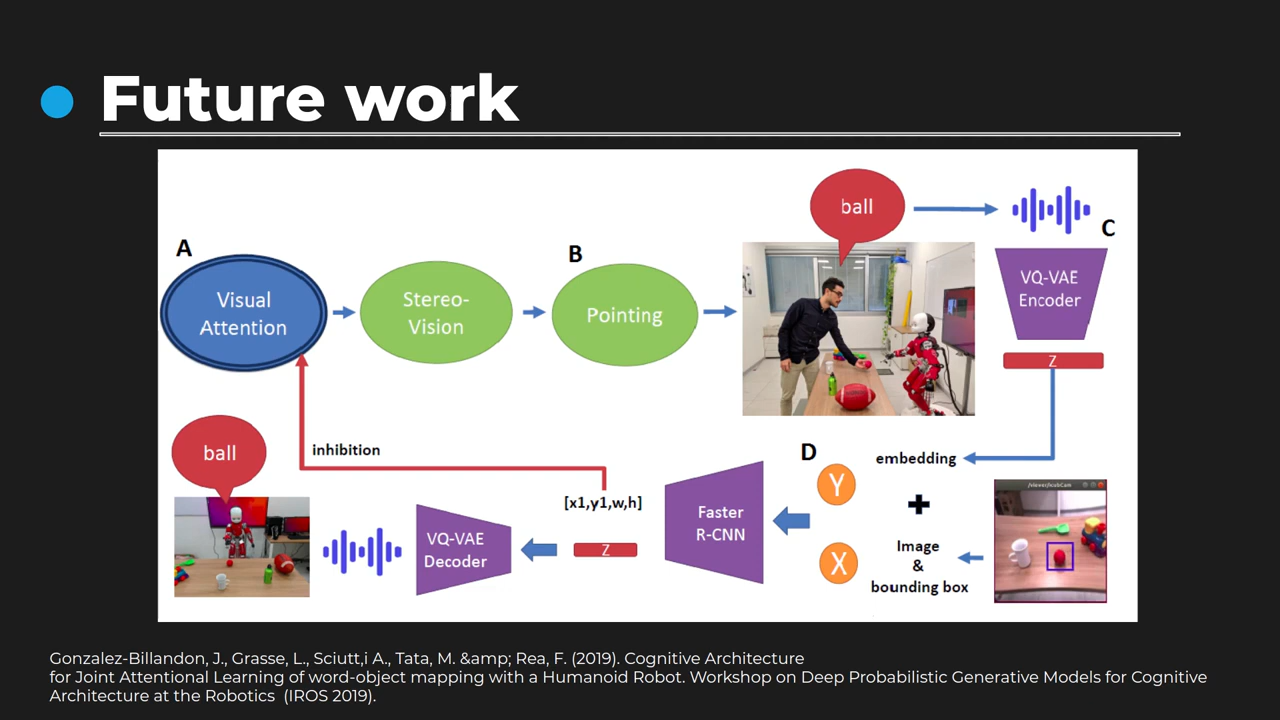 Future work
A
Visual
Attention
Stereo-
Vision
B
Pointing
ball
C
VQ-VAE
Encoder
Z
embedding
D
Y
+
X
Image
&
bounding box
/viewer/icubCam
Faster
R-CNN
[x1,y1,w,h]
Z
inhibition
VQ-VAE
Decoder
ball
Gonzalez-Billandon, J., Grasse, L., Sciutt,i A., Tata, M. &amp; Rea, F. (2019). Cognitive Architecture
for Joint Attentional Learning of word-object mapping with a Humanoid Robot. Workshop on Deep Probabilistic Generative Models for Cognitive
Architecture at the Robotics (IROS 2019).